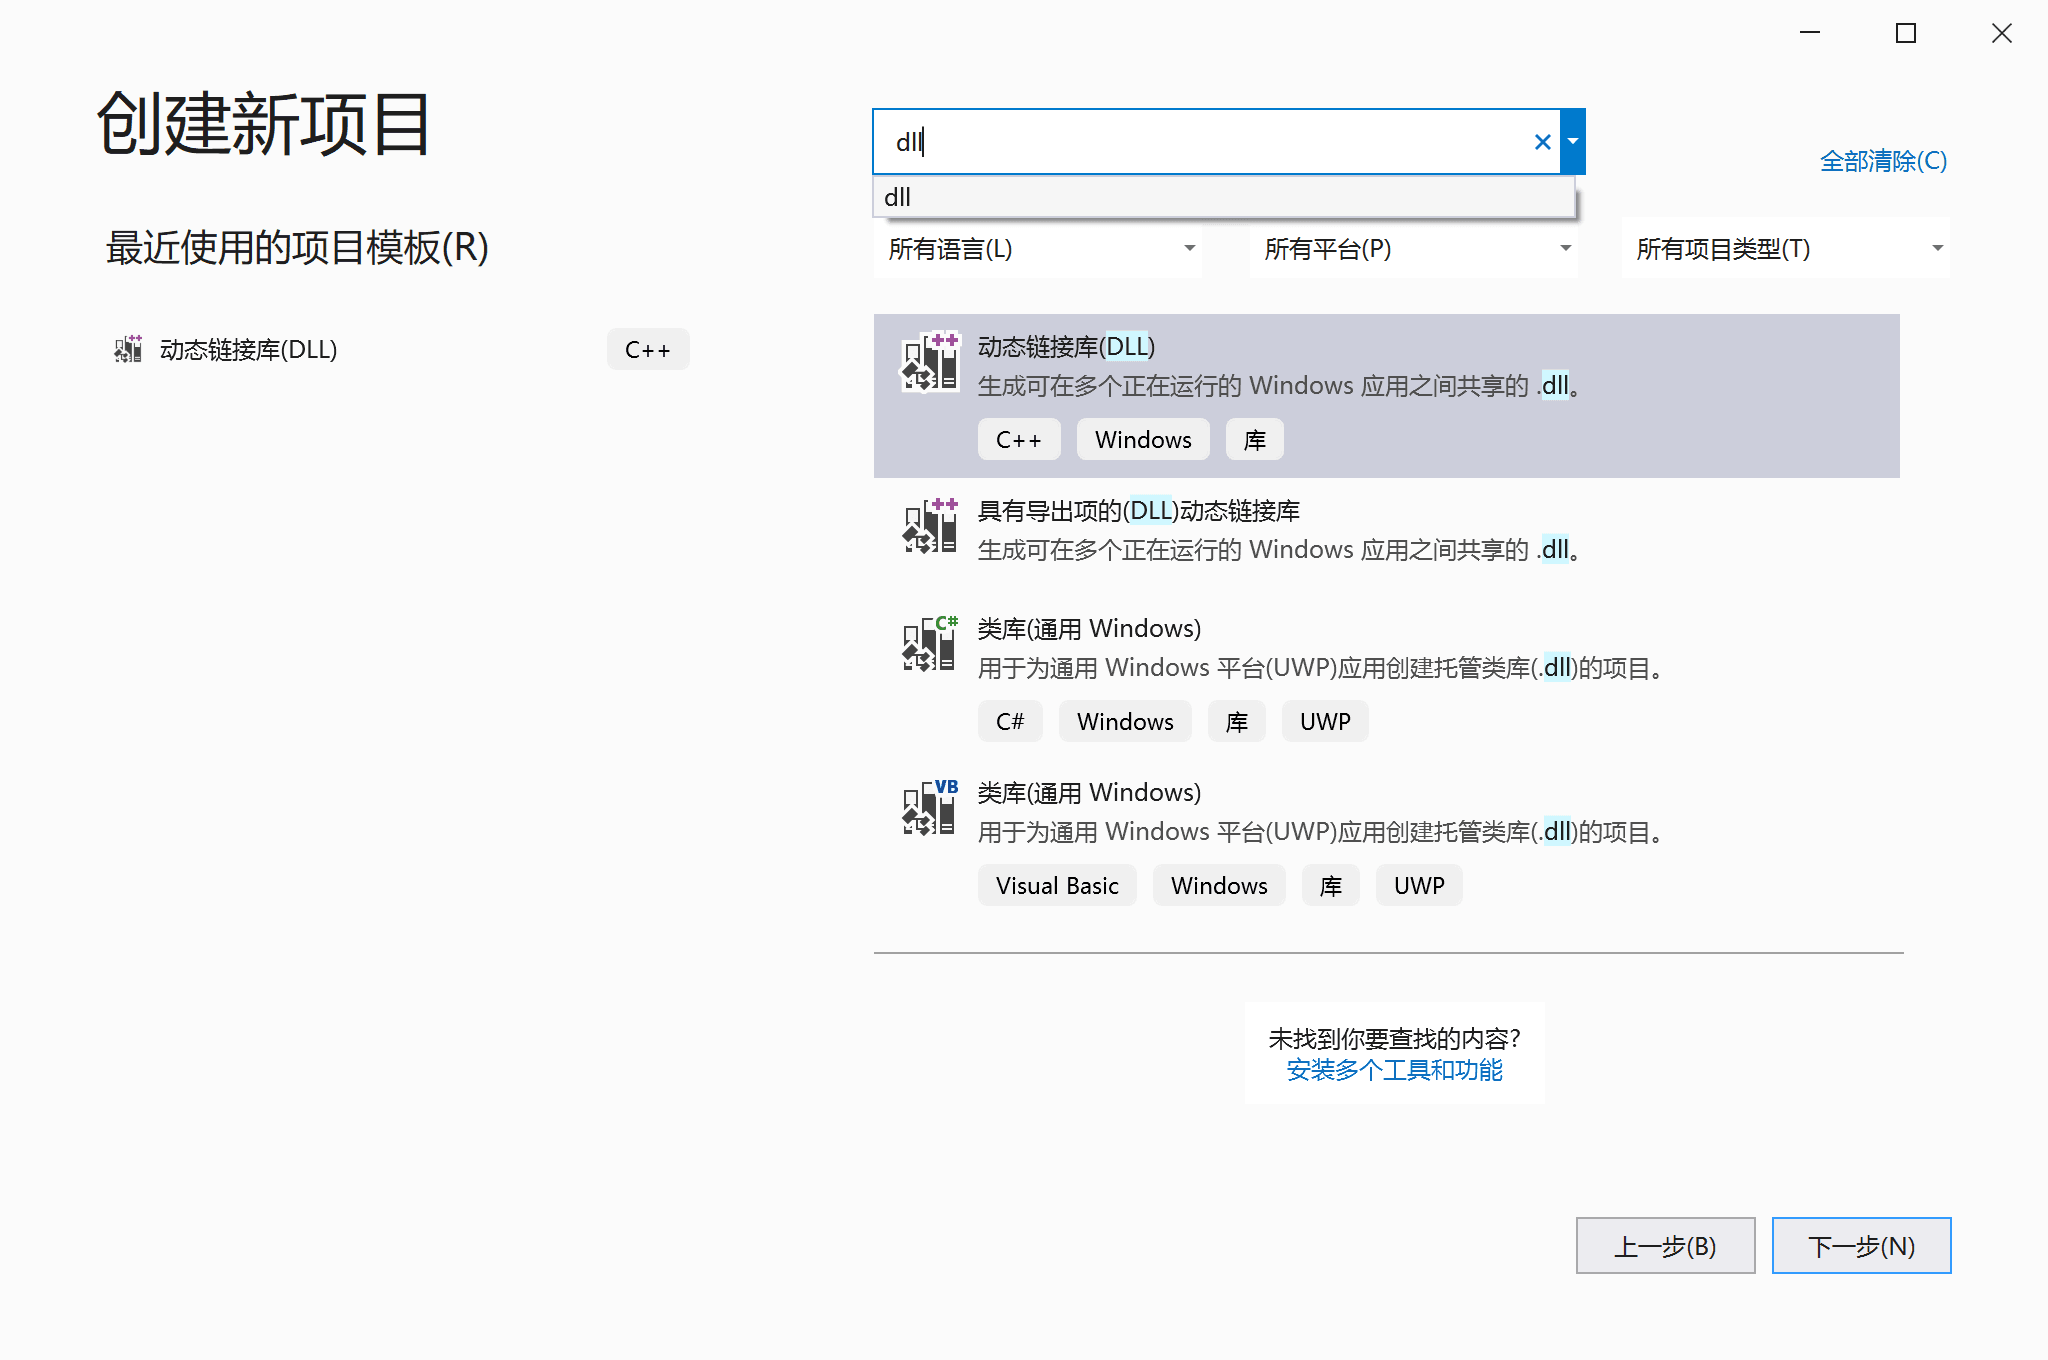 创建新项目
dll
dll
全部清除(C)
最近使用的项目模板(R)
所有语言(L)
所有平台(P)
所有项目类型(T)
动态链接库(DLL)
C++
动态链接库(DLL)
生成可在多个正在运行的 Windows 应用之间共享的 .dll。
C++
Windows
库
具有导出项的(DLL)动态链接库
生成可在多个正在运行的 Windows 应用之间共享的 .dll。
C#
类库(通用 Windows)
用于为通用 Windows 平台(UWP)应用创建托管类库(.dll)的项目。
C#
Windows
库
UWP
VB
类库(通用 Windows)
用于为通用 Windows 平台(UWP)应用创建托管类库(.dll)的项目。
Visual Basic
Windows
库
UWP
未找到你要查找的内容?
安装多个工具和功能
上一步(B)
下一步(N)